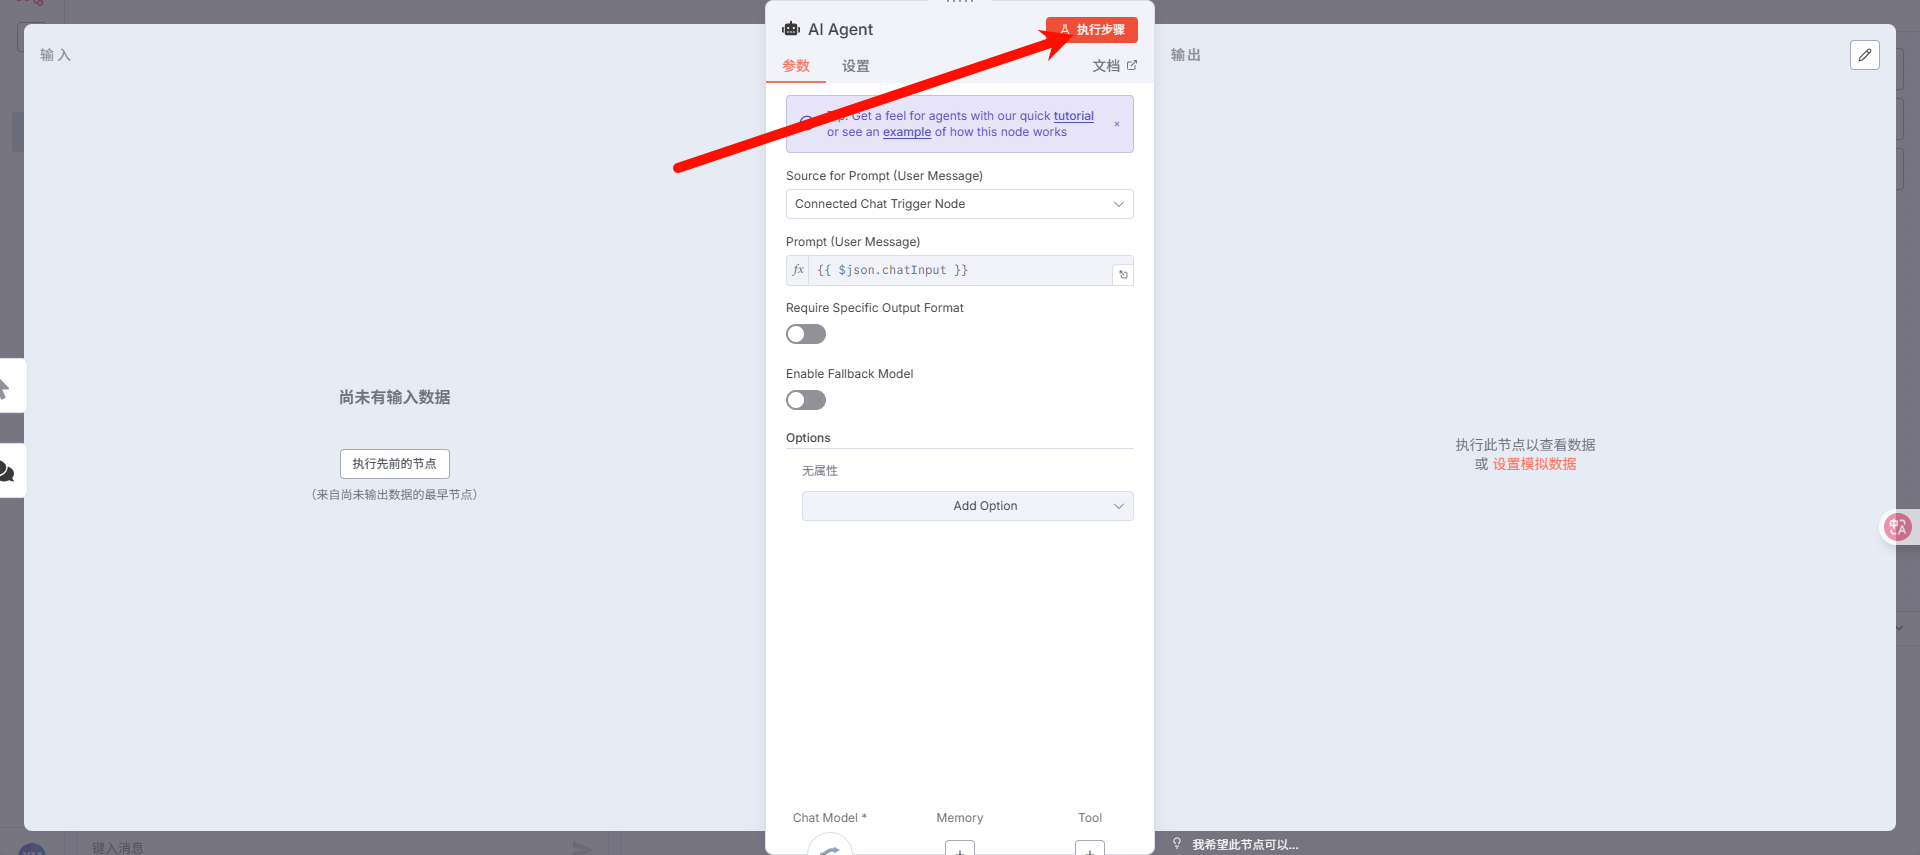 输入
AI Agent
执行步骤
参数
设置
文档
Get a feel for agents with our quick tutorial
or see an example of how this node works
Source for Prompt (User Message)
Connected Chat Trigger Node
Prompt (User Message)
fx {{ $json.chatInput }}
Require Specific Output Format
Enable Fallback Model
Options
无属性
Add Option
Chat Model *
Memory
Tool
尚未有输入数据
执行先前的节点
（来自尚未输出数据的最早节点）
输出
执行此节点以查看数据
或 设置模拟数据
键入消息
我希望此节点可以...